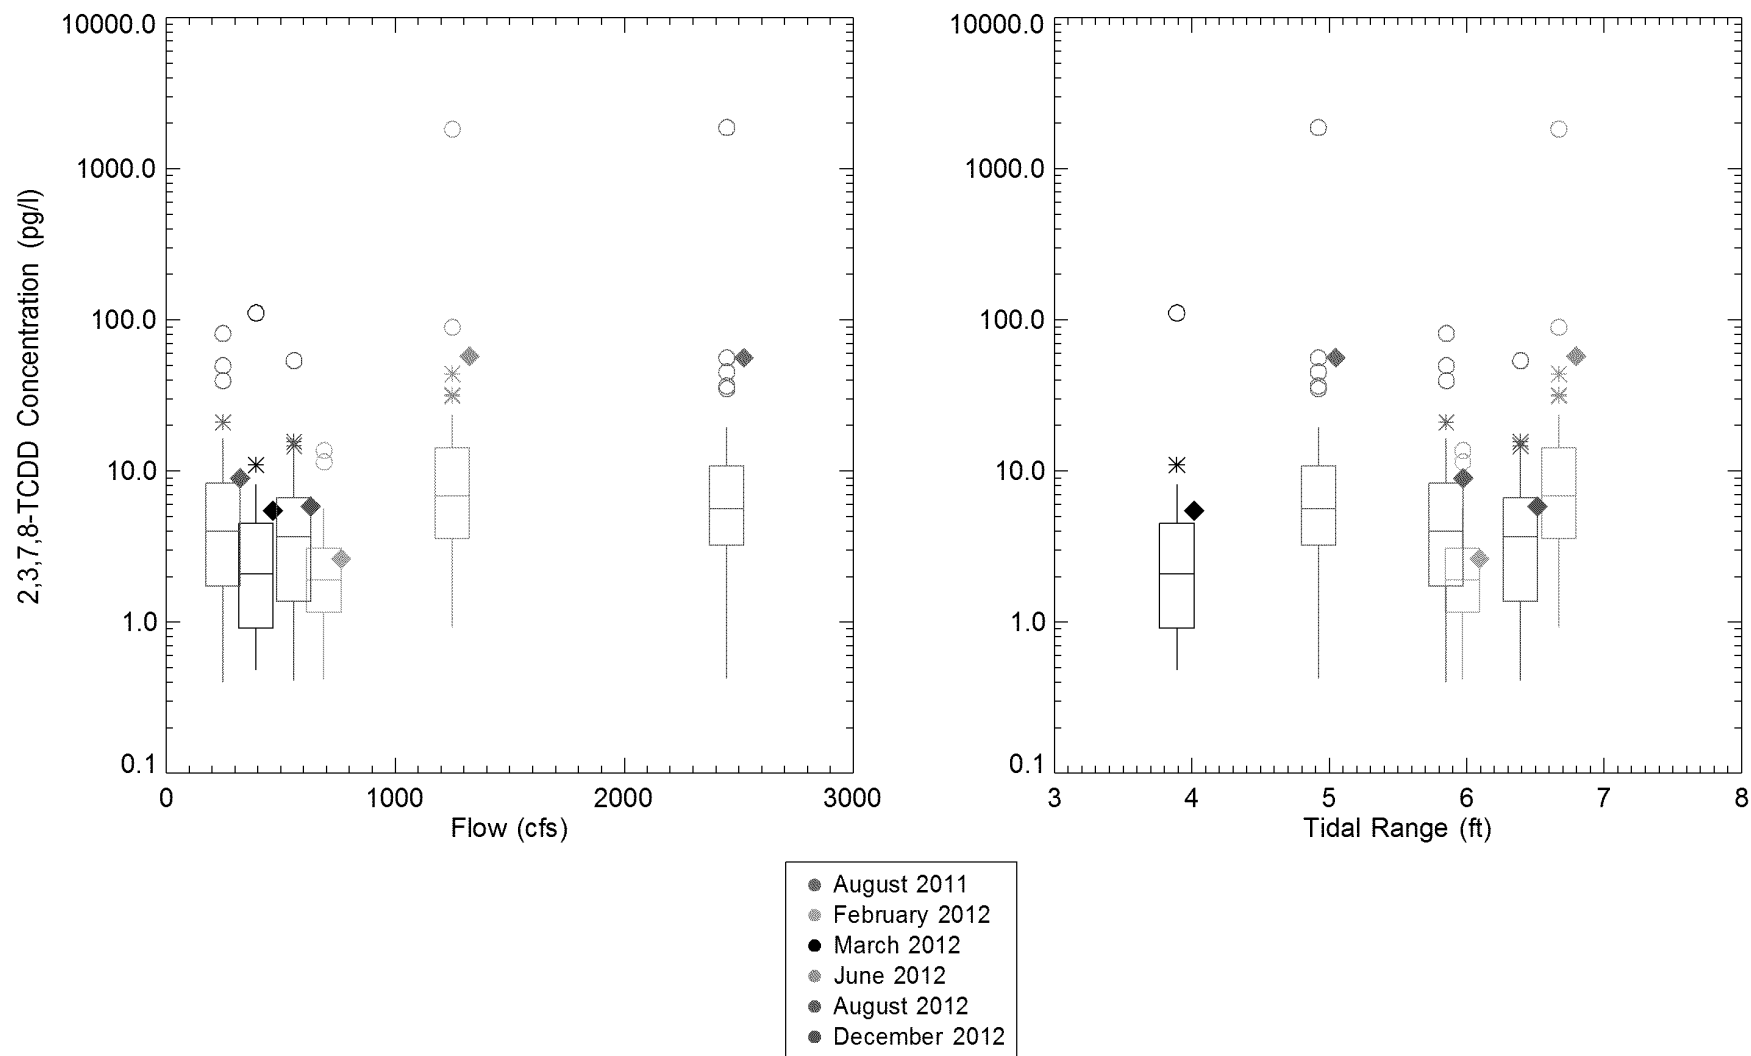 2,3,7,8-TCDD Concentration (pg/l)
10000.0
1000.0
100.0
10.0
1.0
0.1
0 1000 2000 3000
Flow (cfs)
10000.0
1000.0
100.0
10.0
1.0
0.1
3 4 5 6 7 8
Tidal Range (ft)
August 2011
February 2012
March 2012
June 2012
August 2012
December 2012